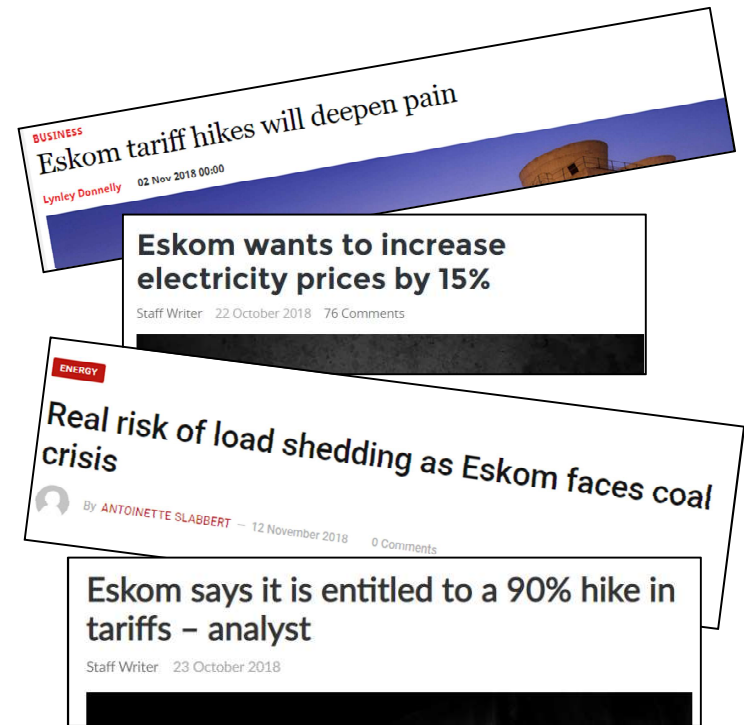 BUSINESS
Eskom tariff hikes will deepen pain
Lynley Donnelly 02 Nov 2018 00:00
Eskom wants to increase
electricity prices by 15%
Staff Writer 22 October 2018 76 Comments
ENERGY
Real risk of load shedding as Eskom faces coal
crisis
By ANTOINETTE SLABBERT — 12 November 2018 0 Comments
Eskom says it is entitled to a 90% hike in
tariffs – analyst
Staff Writer 23 October 2018